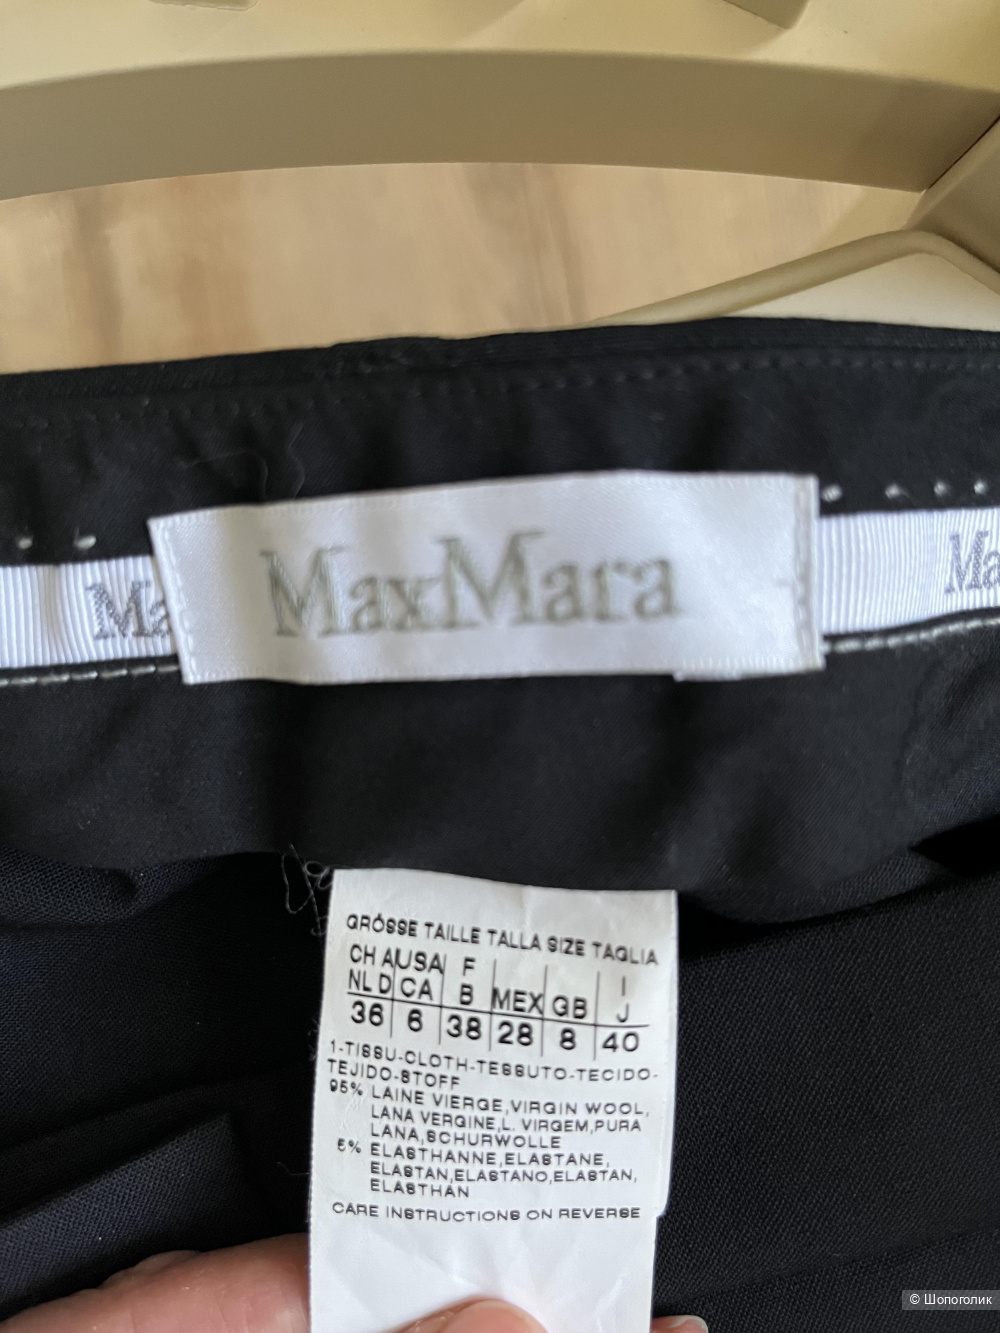 MaxMara
Ma
Ma
GRÖSSE TAILLE TALLA SIZE TAGLIA
CH A USA F I
NL D CA B MEX GB J
36 6 38 28 8 40
1-TISSU-CLOTH-TESSUTO-TECIDO-
TEJIDO-STOFF
95% LAINE VIERGE,VIRGIN WOOL,
LANA VERGINE,L. VIRGEM,PURA
LANA,SCHURWOLLE
5% ELASTHANNE,ELASTANE,
ELASTAN,ELASTANO,ELASTAN,
ELASTHAN
CARE INSTRUCTIONS ON REVERSE
© Шопоголик